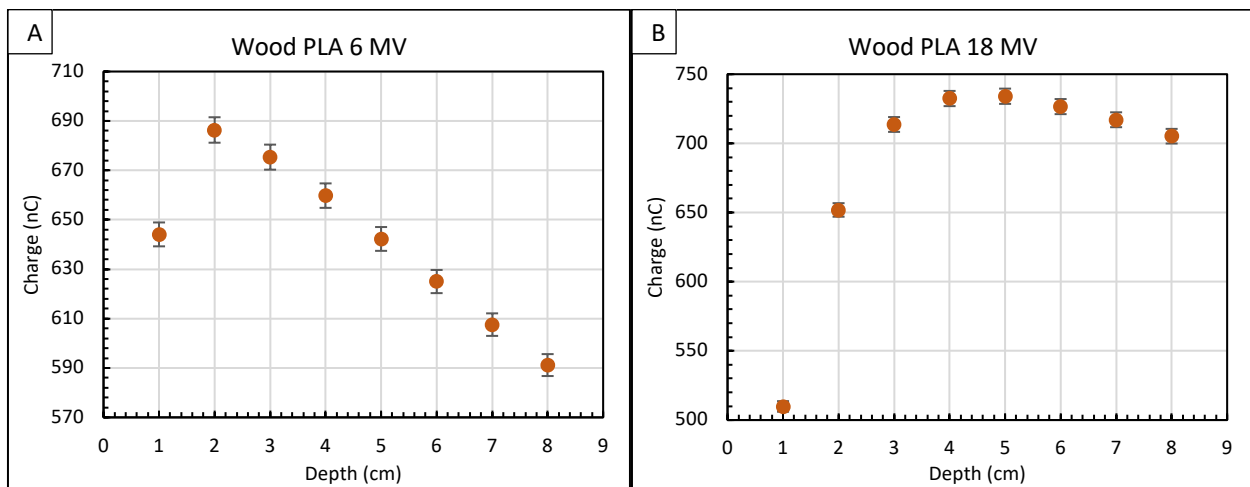 A
Wood PLA 6 MV
710
690
670
650
630
610
590
570
0 1 2 3 4 5 6 7 8 9
Charge (nC)
Depth (cm)
B
Wood PLA 18 MV
750
700
650
600
550
500
0 1 2 3 4 5 6 7 8 9
Charge (nC)
Depth (cm)